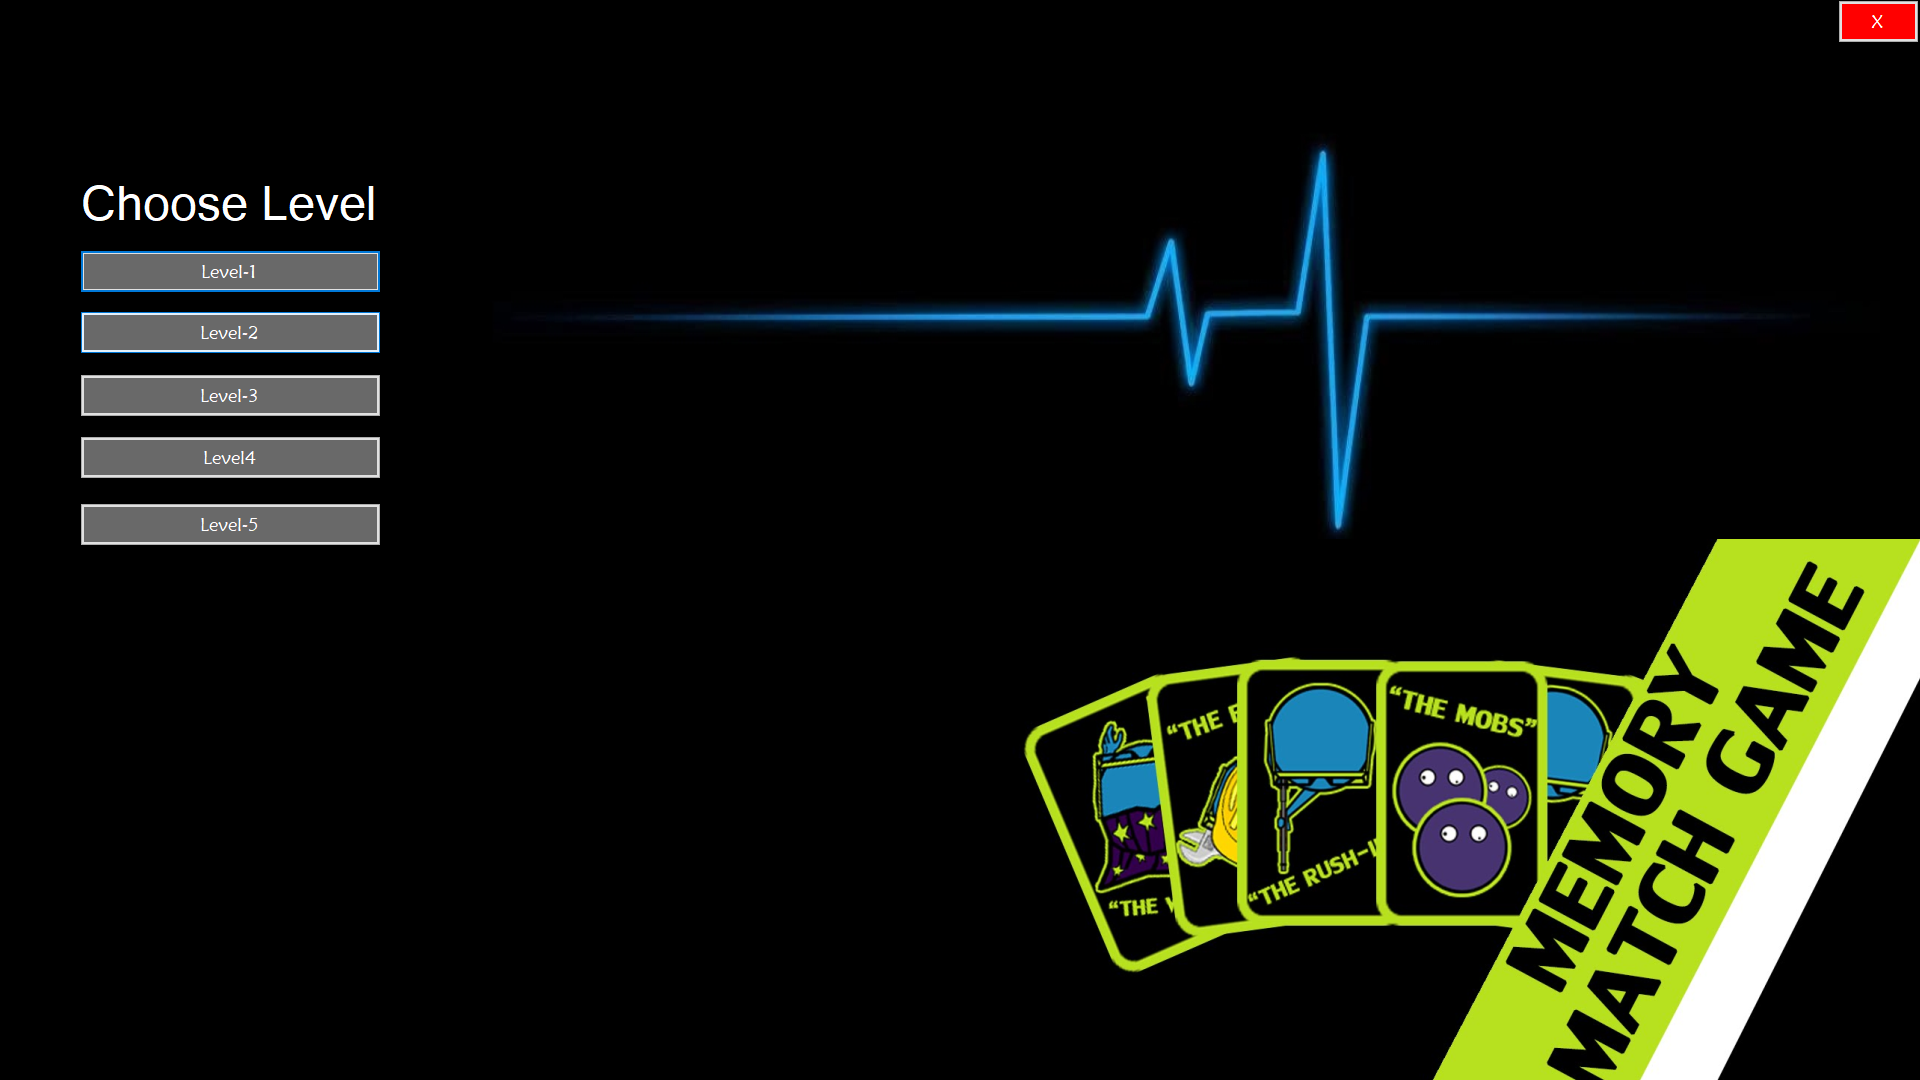 X
Choose Level
Level-1
Level-2
Level-3
Level4
Level-5
"THE
"THE
"THE RUSH-
"THE MOBS"
MEMORY
MATCH GAME